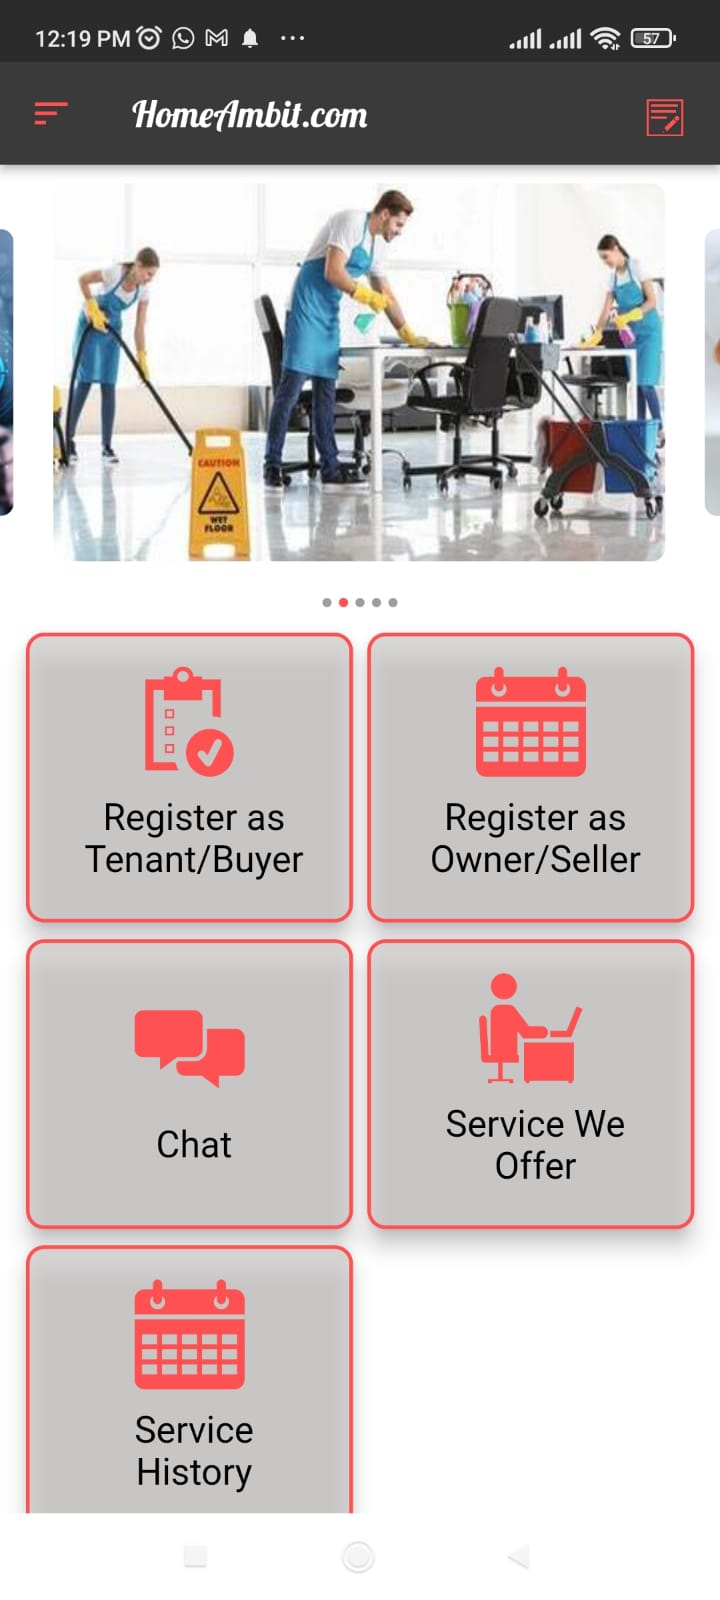 12:19 PM
57
HomeAmbit.com
CAUTION
WET
FLOOR
Register as
Tenant/Buyer
Register as
Owner/Seller
Chat
Service We
Offer
Service
History